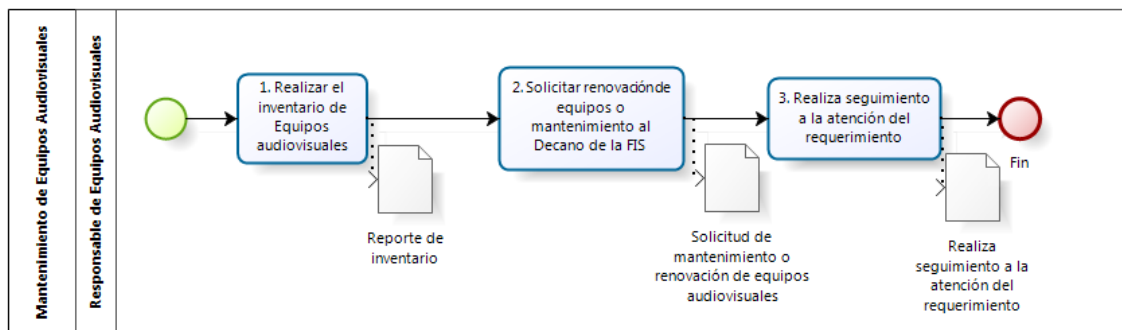 Mantenimiento de Equipos Audiovisuales
Responsable de Equipos Audiovisuales
1. Realizar el
inventario de
Equipos
audiovisuales
2. Solicitar renovaciónde
equipos o
mantenimiento al
Decano de la FIS
3. Realiza seguimiento
a la atención del
requerimiento
Fin
Reporte de
inventario
Solicitud de
mantenimiento o
renovación de equipos
audiovisuales
Realiza
seguimiento a la
atención del
requerimiento